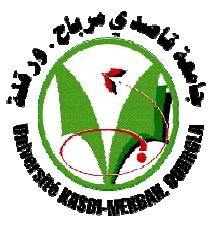 جامعة قاصدي مرباح . ورقلة
Université KASDI-MERBAH. OUARGLA